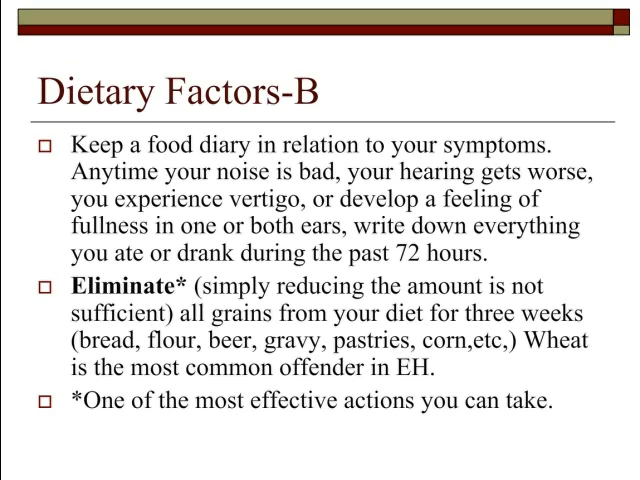 Dietary Factors-B
Keep a food diary in relation to your symptoms.
Anytime your noise is bad, your hearing gets worse,
you experience vertigo, or develop a feeling of
fullness in one or both ears, write down everything
you ate or drank during the past 72 hours.
Eliminate* (simply reducing the amount is not
sufficient) all grains from your diet for three weeks
(bread, flour, beer, gravy, pastries, corn,etc,) Wheat
is the most common offender in EH.
*One of the most effective actions you can take.